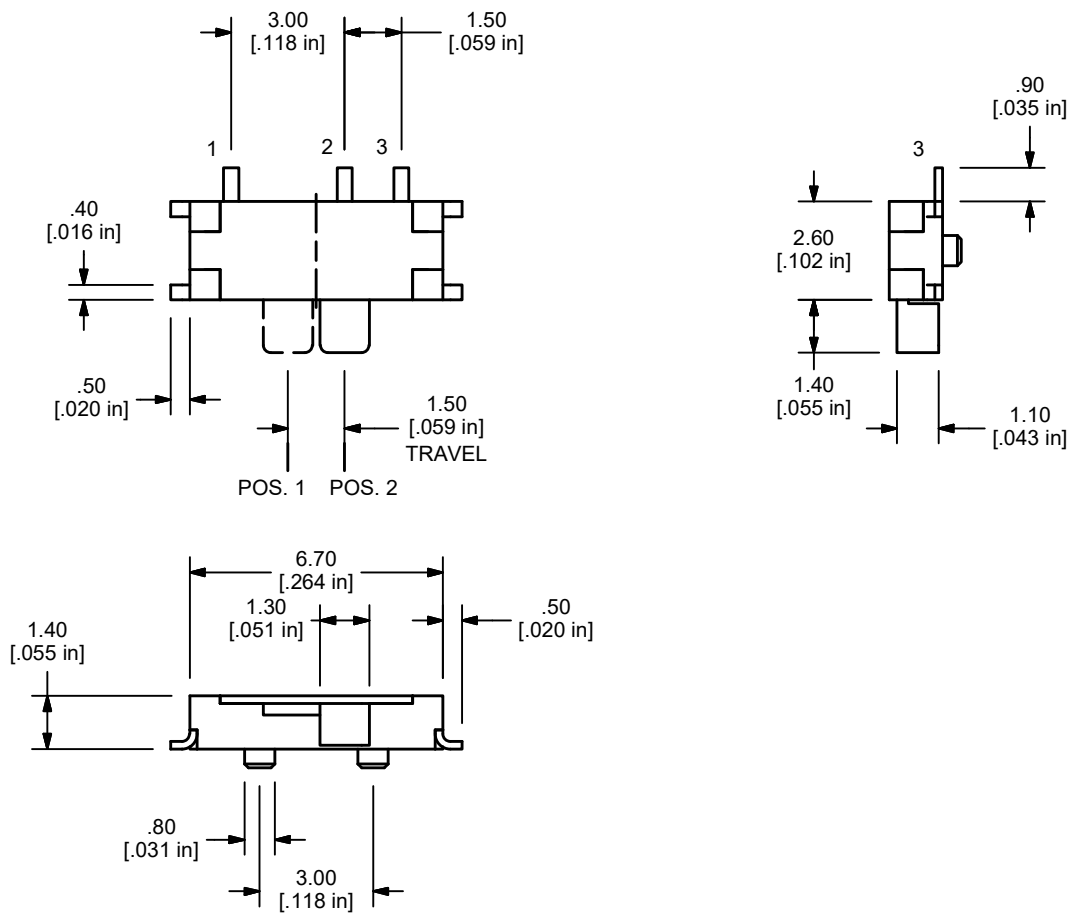 3.00
[.118 in]
1.50
[.059 in]
1
2
3
.40
[.016 in]
.50
[.020 in]
1.50
[.059 in]
TRAVEL
POS. 1
POS. 2
.90
[.035 in]
3
2.60
[.102 in]
1.40
[.055 in]
1.10
[.043 in]
6.70
[.264 in]
1.30
[.051 in]
.50
[.020 in]
1.40
[.055 in]
.80
[.031 in]
3.00
[.118 in]